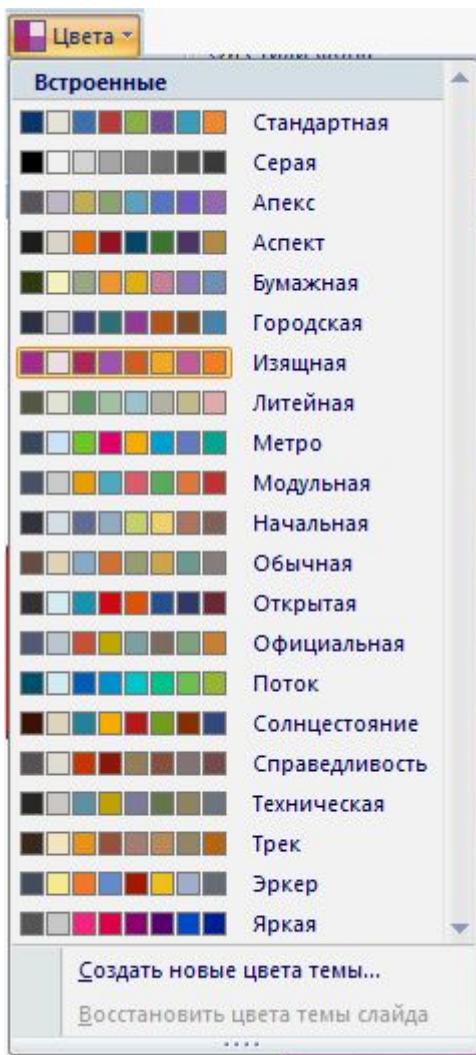 Цвета
Встроенные
Стандартная
Серая
Апекс
Аспект
Бумажная
Городская
Изящная
Литейная
Метро
Модульная
Начальная
Обычная
Открытая
Официальная
Поток
Солнцестояние
Справедливость
Техническая
Трек
Эркер
Яркая
Создать новые цвета темы...
Восстановить цвета темы слайда